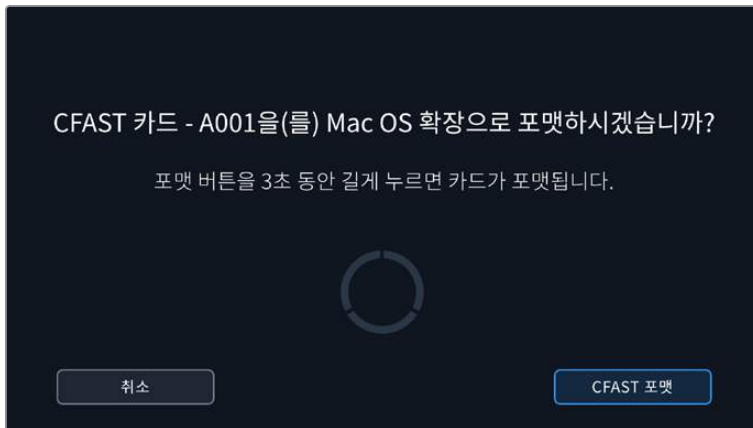 CFAST 카드 - A001을(를) Mac OS 확장으로 포맷하시겠습니까?
포맷 버튼을 3초 동안 길게 누르면 카드가 포맷됩니다.
취소
CFAST 포맷